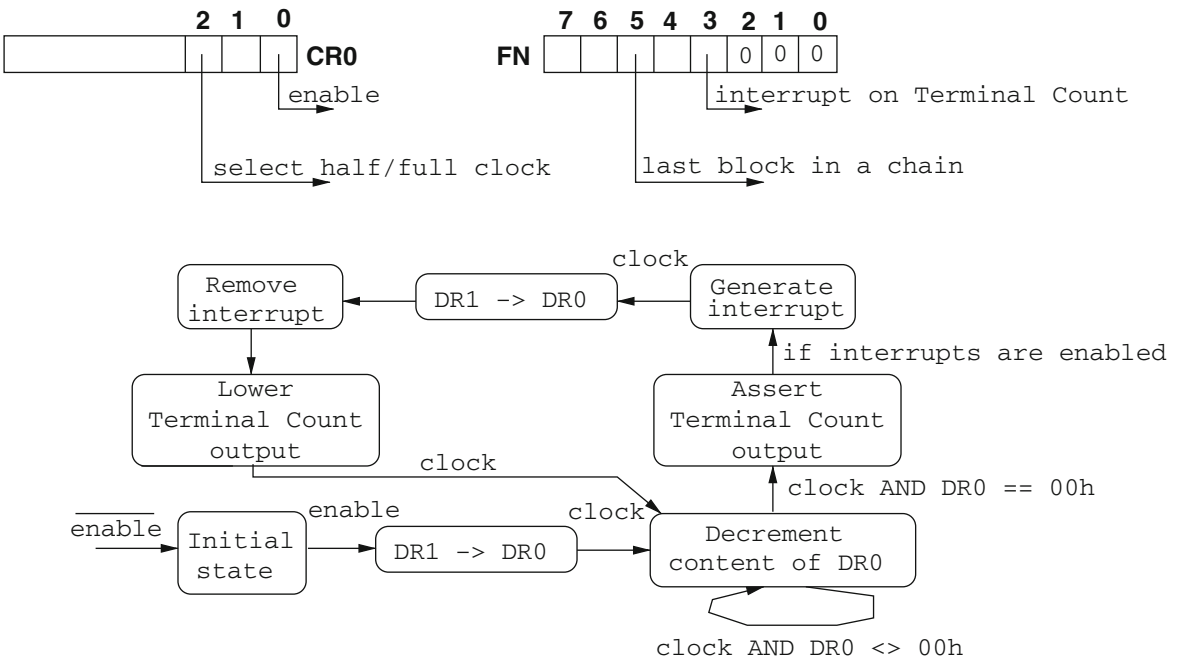 2 1 0
7 6 5 4 3 2 1 0
CR0
FN
0 0 0
enable
interrupt on Terminal Count
select half/full clock
last block in a chain
clock
Remove
interrupt
DR1 -> DR0
Generate
interrupt
if interrupts are enabled
Lower
Terminal Count
output
Assert
Terminal Count
output
clock
clock AND DR0 == 00h
enable
Initial
state
enable
DR1 -> DR0
clock
Decrement
content of DR0
clock AND DR0 <> 00h